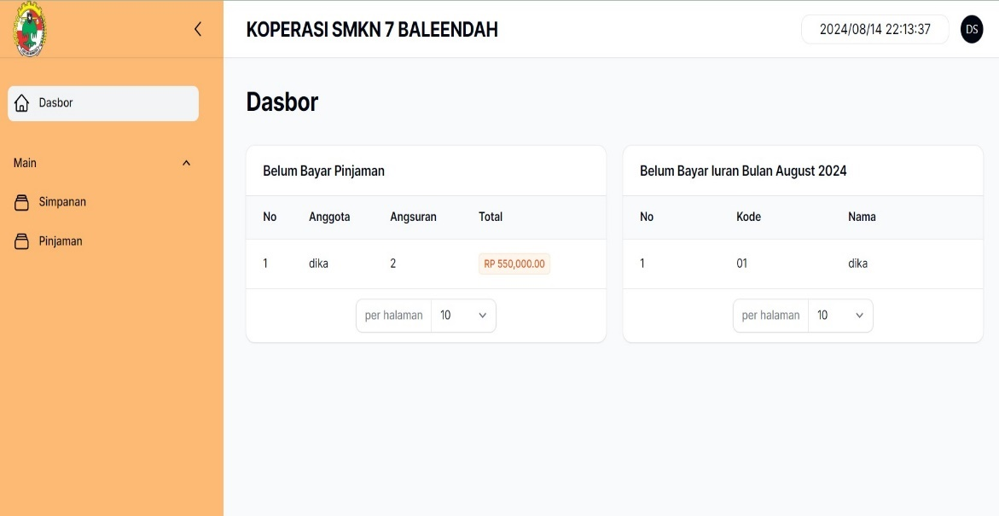 KOPERASI SMKN 7 BALEENDAH
2024/08/14 22:13:37
DS
Dasbor
Main
Simpanan
Pinjaman
Dasbor
Belum Bayar Pinjaman
No Anggota Angsuran Total
1 dika 2 RP 550,000.00
per halaman 10
Belum Bayar Iuran Bulan August 2024
No Kode Nama
1 01 dika
per halaman 10